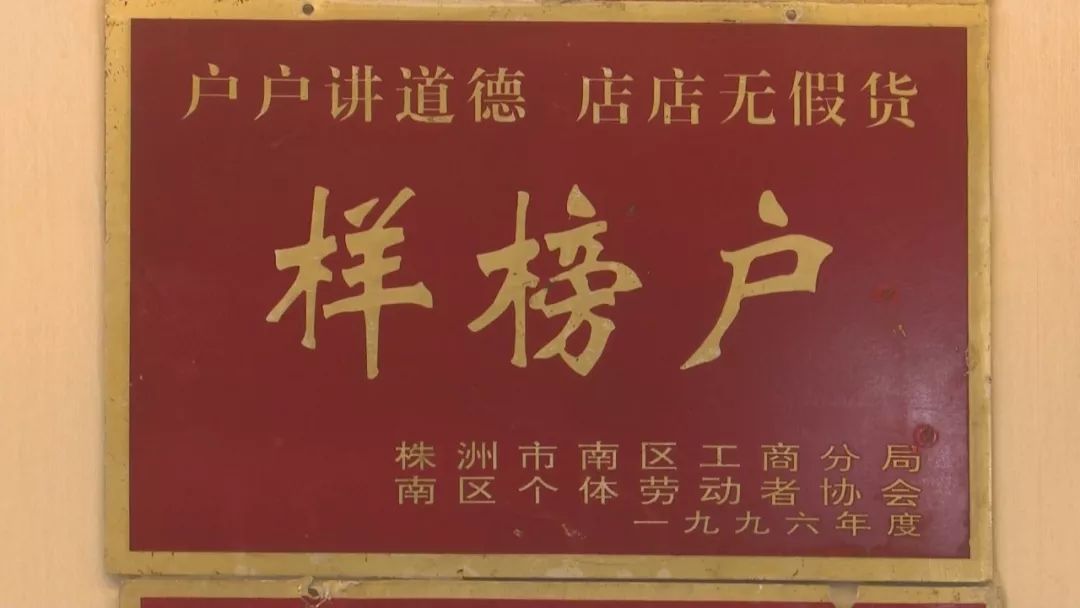 户户讲道德 店店无假货
样榜户
株洲市南区工商分局
南区个体劳动者协会
一九九六年度